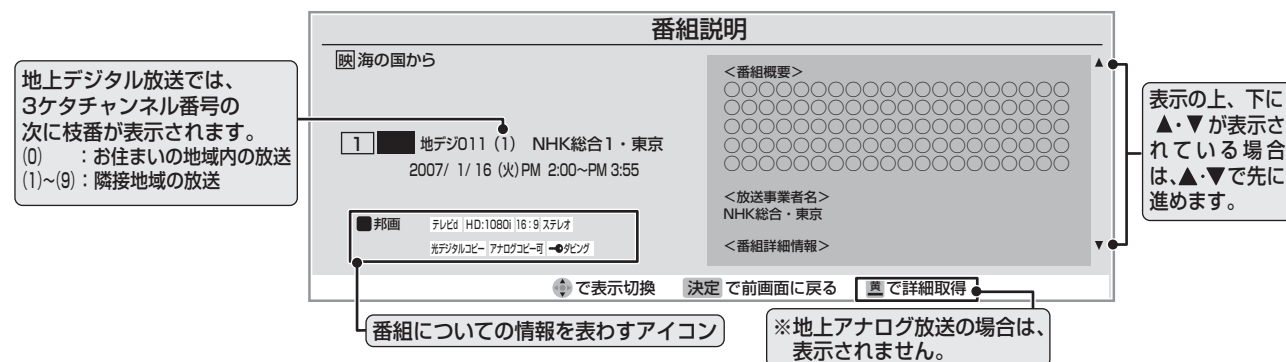 番組説明
映 海の国から
地上デジタル放送では、
3ケタチャンネル番号の
次に枝番が表示されます。
(0)　　：お住まいの地域内の放送
(1)~(9)：隣接地域の放送
1 地デジ011 (1) NHK総合1・東京
2007/ 1/ 16 (火) PM 2:00~PM 3:55
■邦画 テレビd HD:1080i 16:9 ステレオ
光デジタルコピー アナログコピー可 ダビング
<番組概要>
○○○○○○○○○○○○○○○○○○○○
○○○○○○○○○○○○○○○○○○○○
○○○○○○○○○○○○○○○○○○○○
○○○○○○○○○○○○○○○○○○○○
○○○○○○○○○○○○○○○○○○○○
<放送事業者名>
NHK総合・東京
<番組詳細情報>
▲
▼
表示の上、下に
▲・▼が表示さ
れている場合
は、▲・▼で先に
進めます。
で表示切換 決定 で前画面に戻る 黄 で詳細取得
番組についての情報を表わすアイコン
※地上アナログ放送の場合は、
表示されません。